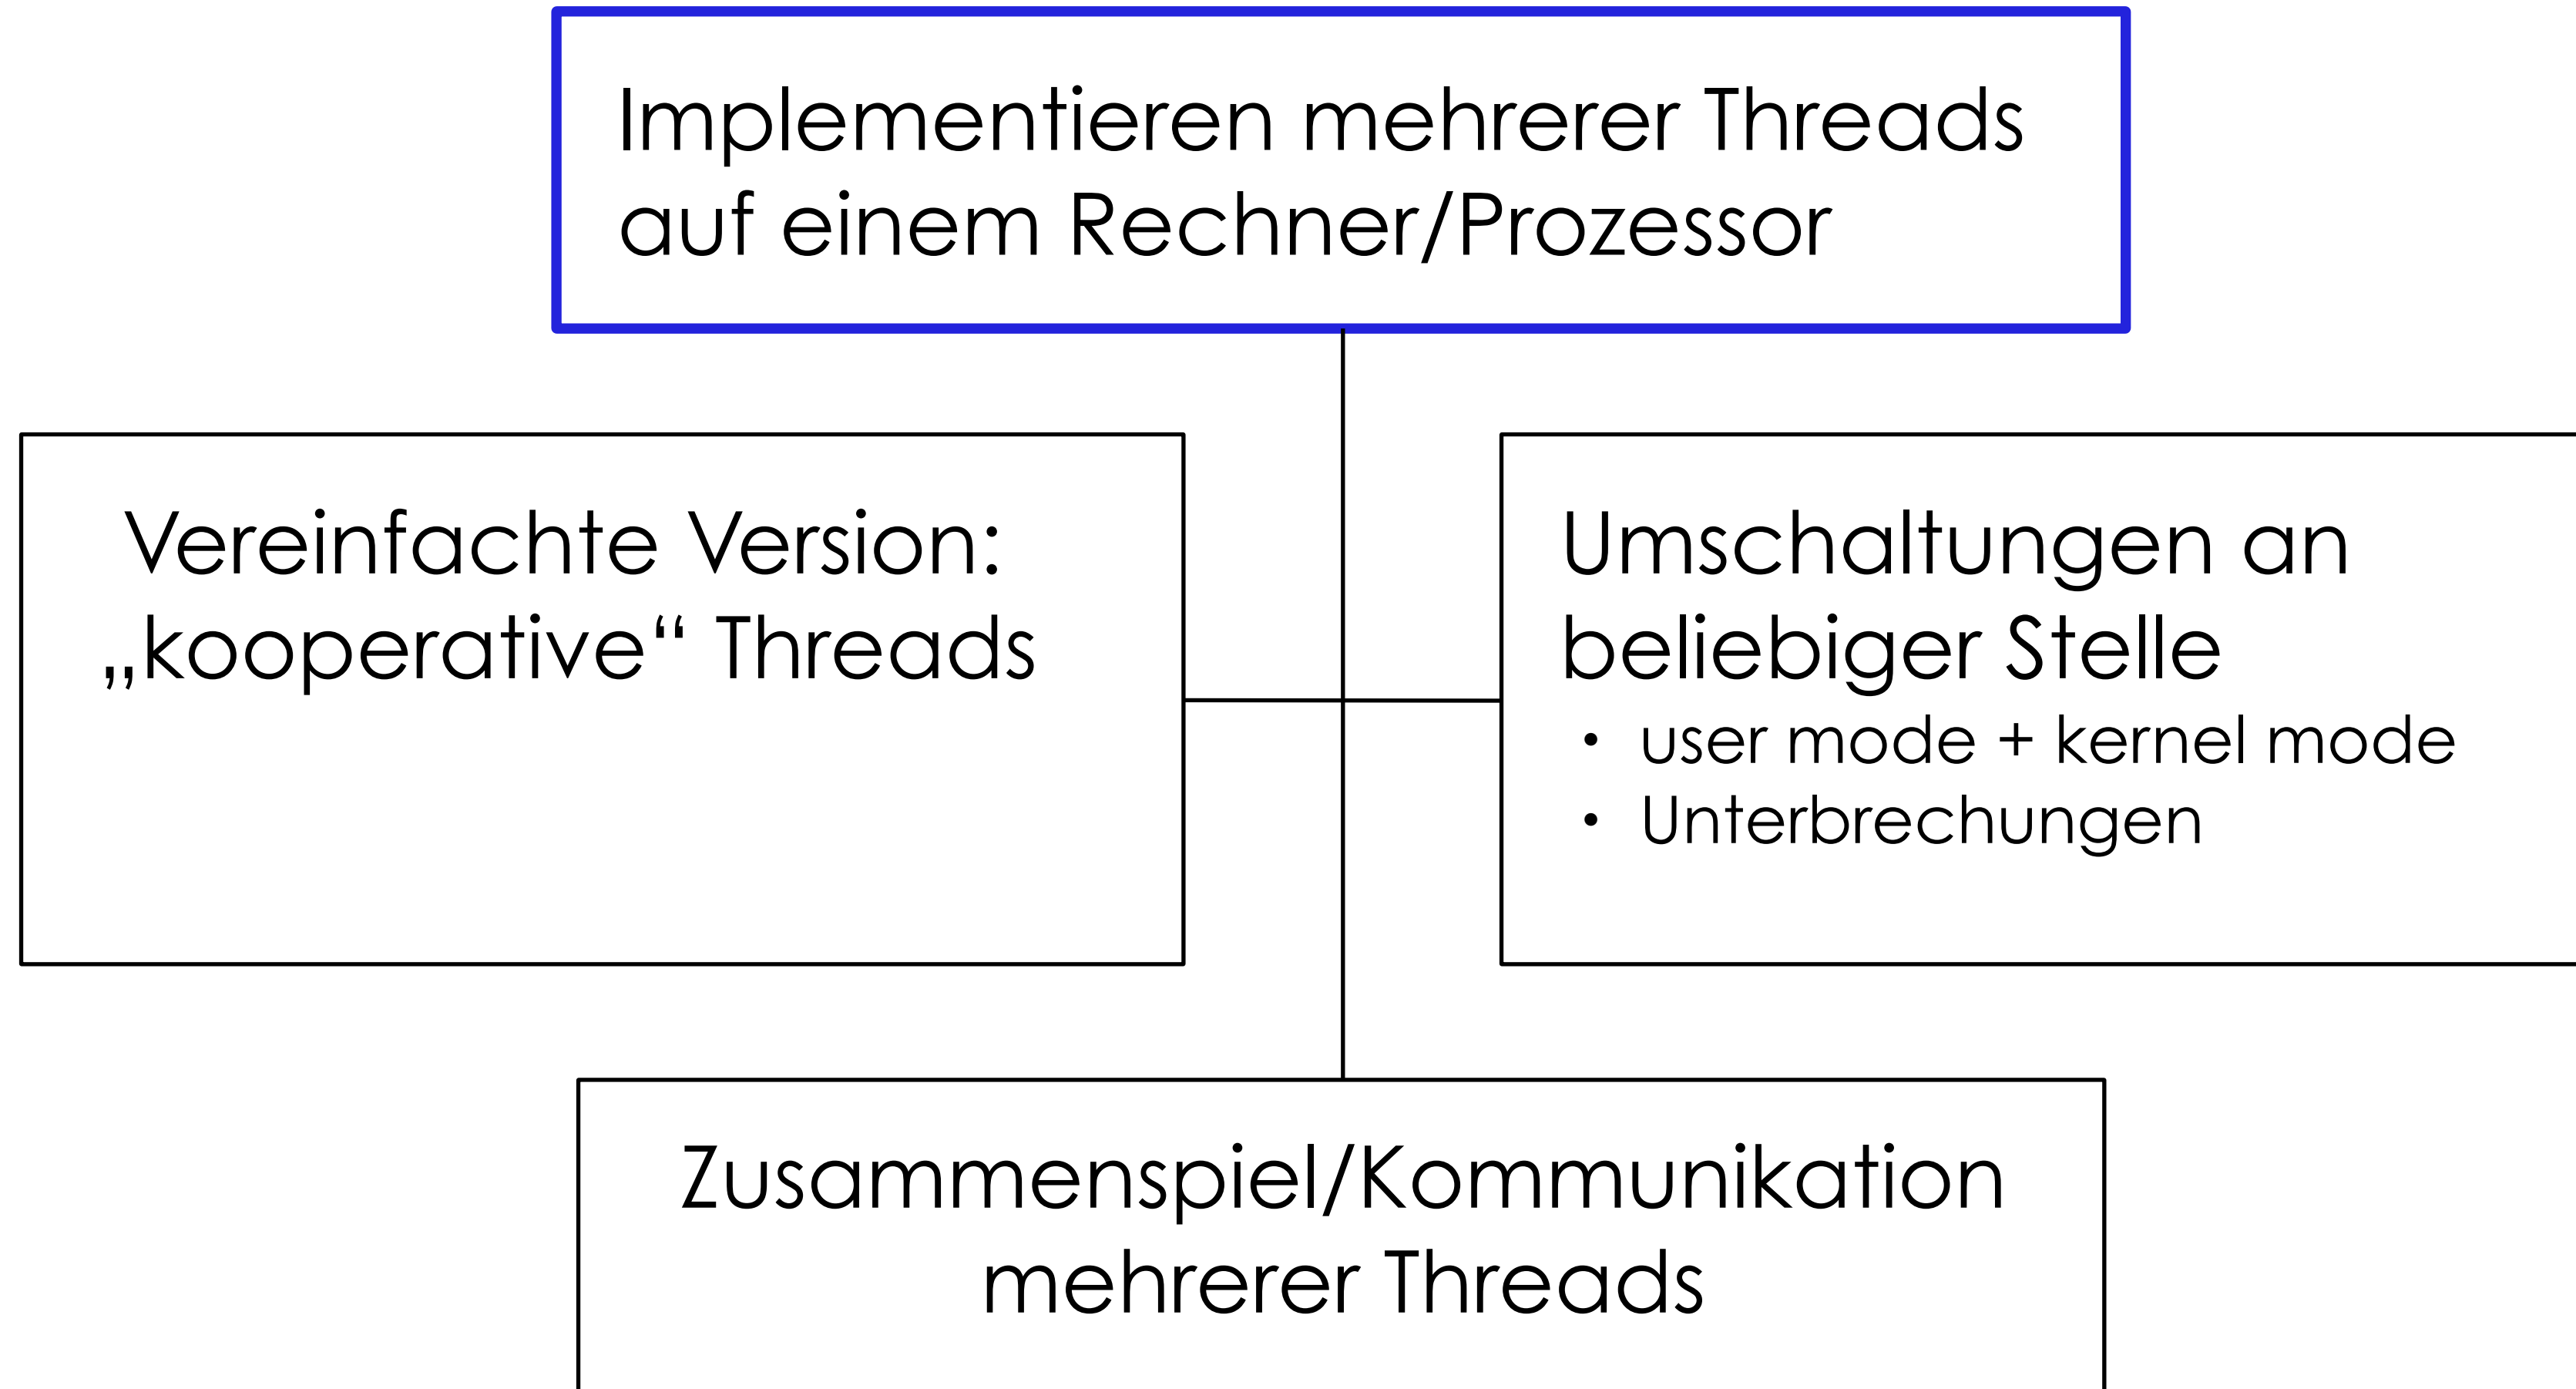 Implementieren mehrerer Threads
auf einem Rechner/Prozessor
Vereinfachte Version:
„kooperative“ Threads
Umschaltungen an
beliebiger Stelle
• user mode + kernel mode
• Unterbrechungen
Zusammenspiel/Kommunikation
mehrerer Threads